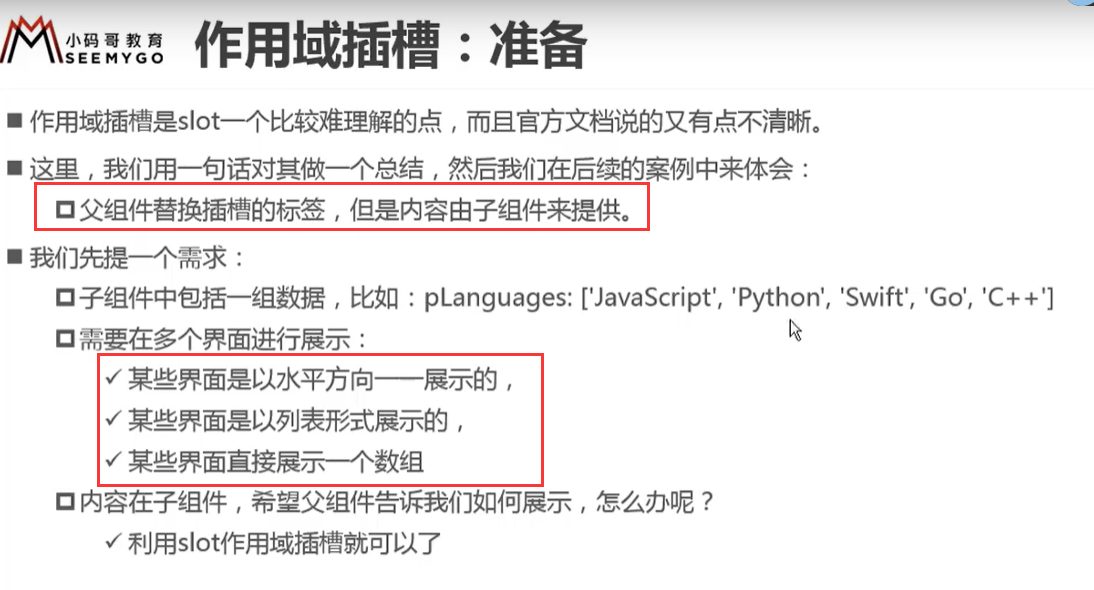 小码哥教育
SEEMYGO
作用域插槽：准备
作用域插槽是slot一个比较难理解的点，而且官方文档说的又有点不清晰。
这里，我们用一句话对其做一个总结，然后我们在后续的案例中来体会：
父组件替换插槽的标签，但是内容由子组件来提供。
我们先提一个需求：
子组件中包括一组数据，比如：pLanguages: ['JavaScript', 'Python', 'Swift', 'Go', 'C++']
需要在多个界面进行展示：
某些界面是以水平方向一一展示的，
某些界面是以列表形式展示的，
某些界面直接展示一个数组
内容在子组件，希望父组件告诉我们如何展示，怎么办呢？
利用slot作用域插槽就可以了